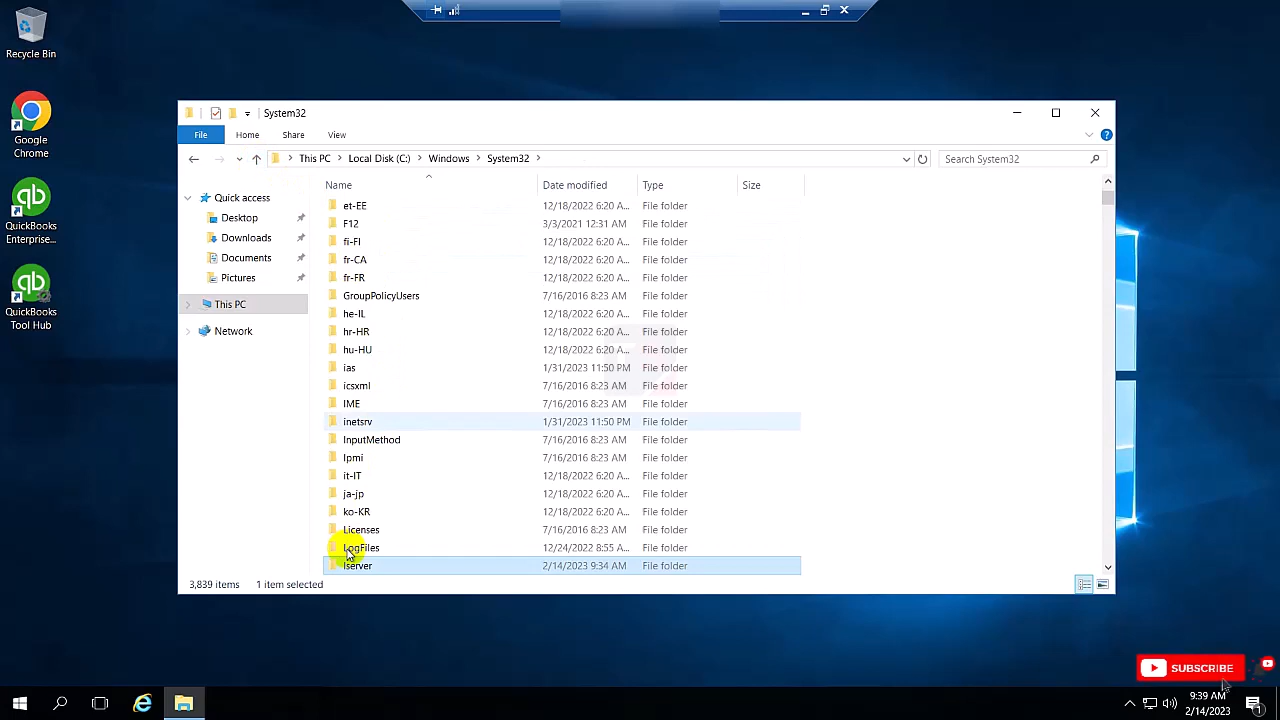 Recycle Bin
Google
Chrome
QuickBooks
Enterprise...
QuickBooks
Tool Hub
System32
File Home Share View
This PC Local Disk (C:) Windows System32
Search System32
Quick access
Desktop
Downloads
Documents
Pictures
This PC
Network
Name Date modified Type Size
et-EE 12/18/2022 6:20 A... File folder
F12 3/3/2021 12:31 AM File folder
fi-FI 12/18/2022 6:20 A... File folder
fr-CA 12/18/2022 6:20 A... File folder
fr-FR 12/18/2022 6:20 A... File folder
GroupPolicyUsers 7/16/2016 8:23 AM File folder
he-IL 12/18/2022 6:20 A... File folder
hr-HR 12/18/2022 6:20 A... File folder
hu-HU 12/18/2022 6:20 A... File folder
ias 1/31/2023 11:50 PM File folder
icsxml 7/16/2016 8:23 AM File folder
IME 7/16/2016 8:23 AM File folder
inetsrv 1/31/2023 11:50 PM File folder
InputMethod 7/16/2016 8:23 AM File folder
Ipmi 7/16/2016 8:23 AM File folder
it-IT 12/18/2022 6:20 A... File folder
ja-jp 12/18/2022 6:20 A... File folder
ko-KR 12/18/2022 6:20 A... File folder
Licenses 7/16/2016 8:23 AM File folder
LogFiles 12/24/2022 8:55 A... File folder
lserver 2/14/2023 9:34 AM File folder
3,839 items 1 item selected
SUBSCRIBE
9:39 AM
2/14/2023